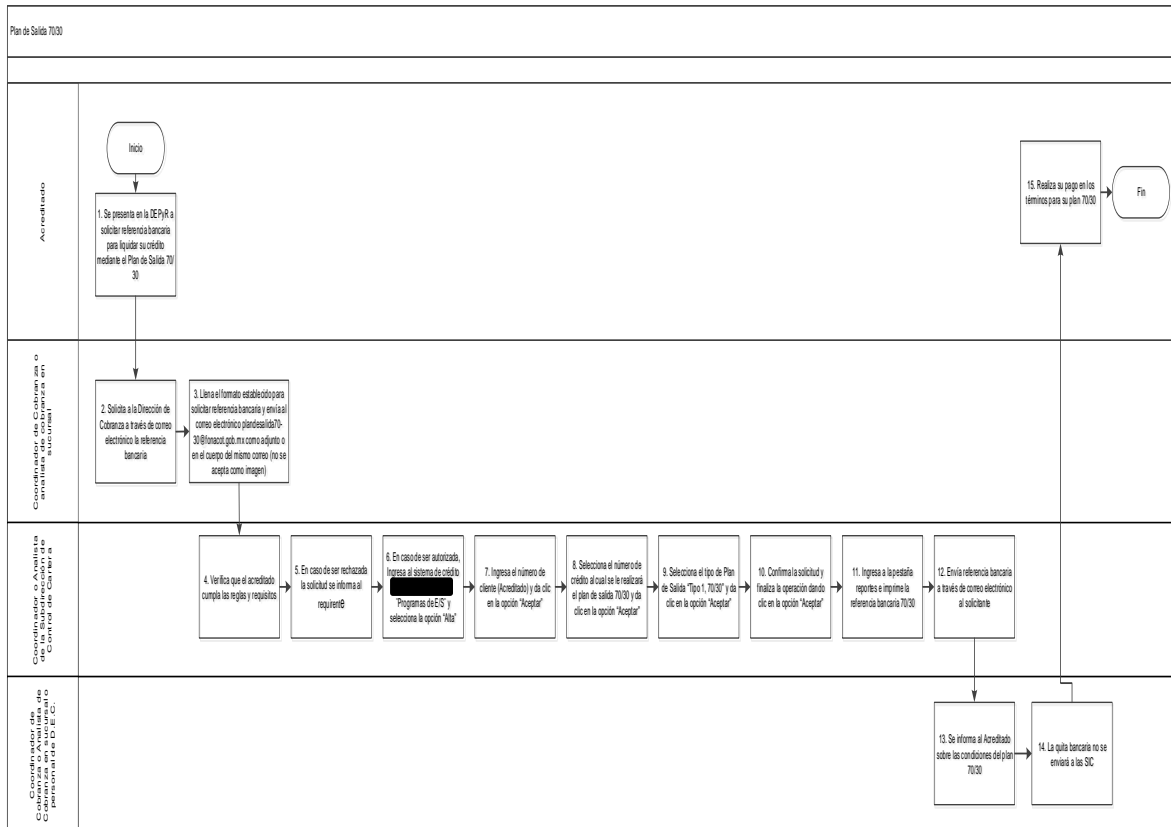 Plan de Salida 70/30
Acreditado
Inicio
1. Se presenta en la DEPyR a
solicitar referencia bancaria
para liquidar su crédito
mediante el Plan de Salida 70/
30
15. Realiza su pago en los
términos para su plan 70/30
Fin
Coordinador de Cobranza o
analista de cobranza en
sucursal
2. Solicita a la Dirección de
Cobranza a través de correo
electrónico la referencia
bancaria
3. Llena el formato establecido para
solicitar referencia bancaria y envía al
correo electrónico plandesalida70-
30@fonacot.gob.mx como adjunto o
en el cuerpo del mismo correo (no se
acepta como imagen)
Coordinador o Analista
de la Subdirección de
Control de Cartera
4. Verifica que el acreditado
cumpla las reglas y requisitos
5. En caso de ser rechazada
la solicitud se informa al
requirente
6. En caso de ser autorizada,
Ingresa al sistema de crédito
"Programas de E/S" y
selecciona la opción "Alta"
7. Ingresa el número de
cliente (Acreditado) y da clic
en la opción "Aceptar"
8. Selecciona el número de
crédito al cual se le realizará
el plan de salida 70/30 y da
clic en la opción "Aceptar"
9. Selecciona el tipo de Plan
de Salida "Tipo 1, 70/30" y da
clic en la opción "Aceptar"
10. Confirma la solicitud y
finaliza la operación dando
clic en la opción "Aceptar"
11. Ingresa a la pestaña
reportes e imprime la
referencia bancaria 70/30
12. Envía referencia bancaria
a través de correo electrónico
al solicitante
Coordinador de
Cobranza o Analista de
Cobranza en sucursal o
personal de D.E.C.
13. Se informa al Acreditado
sobre las condiciones del plan
70/30
14. La quita bancaria no se
enviará a las SIC